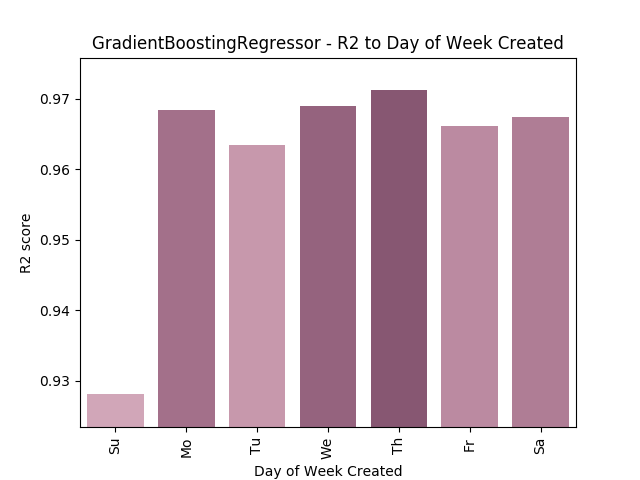 GradientBoostingRegressor - R2 to Day of Week Created
0.97
0.96
0.95
0.94
0.93
R2 score
Su
Mo
Tu
We
Th
Fr
Sa
Day of Week Created